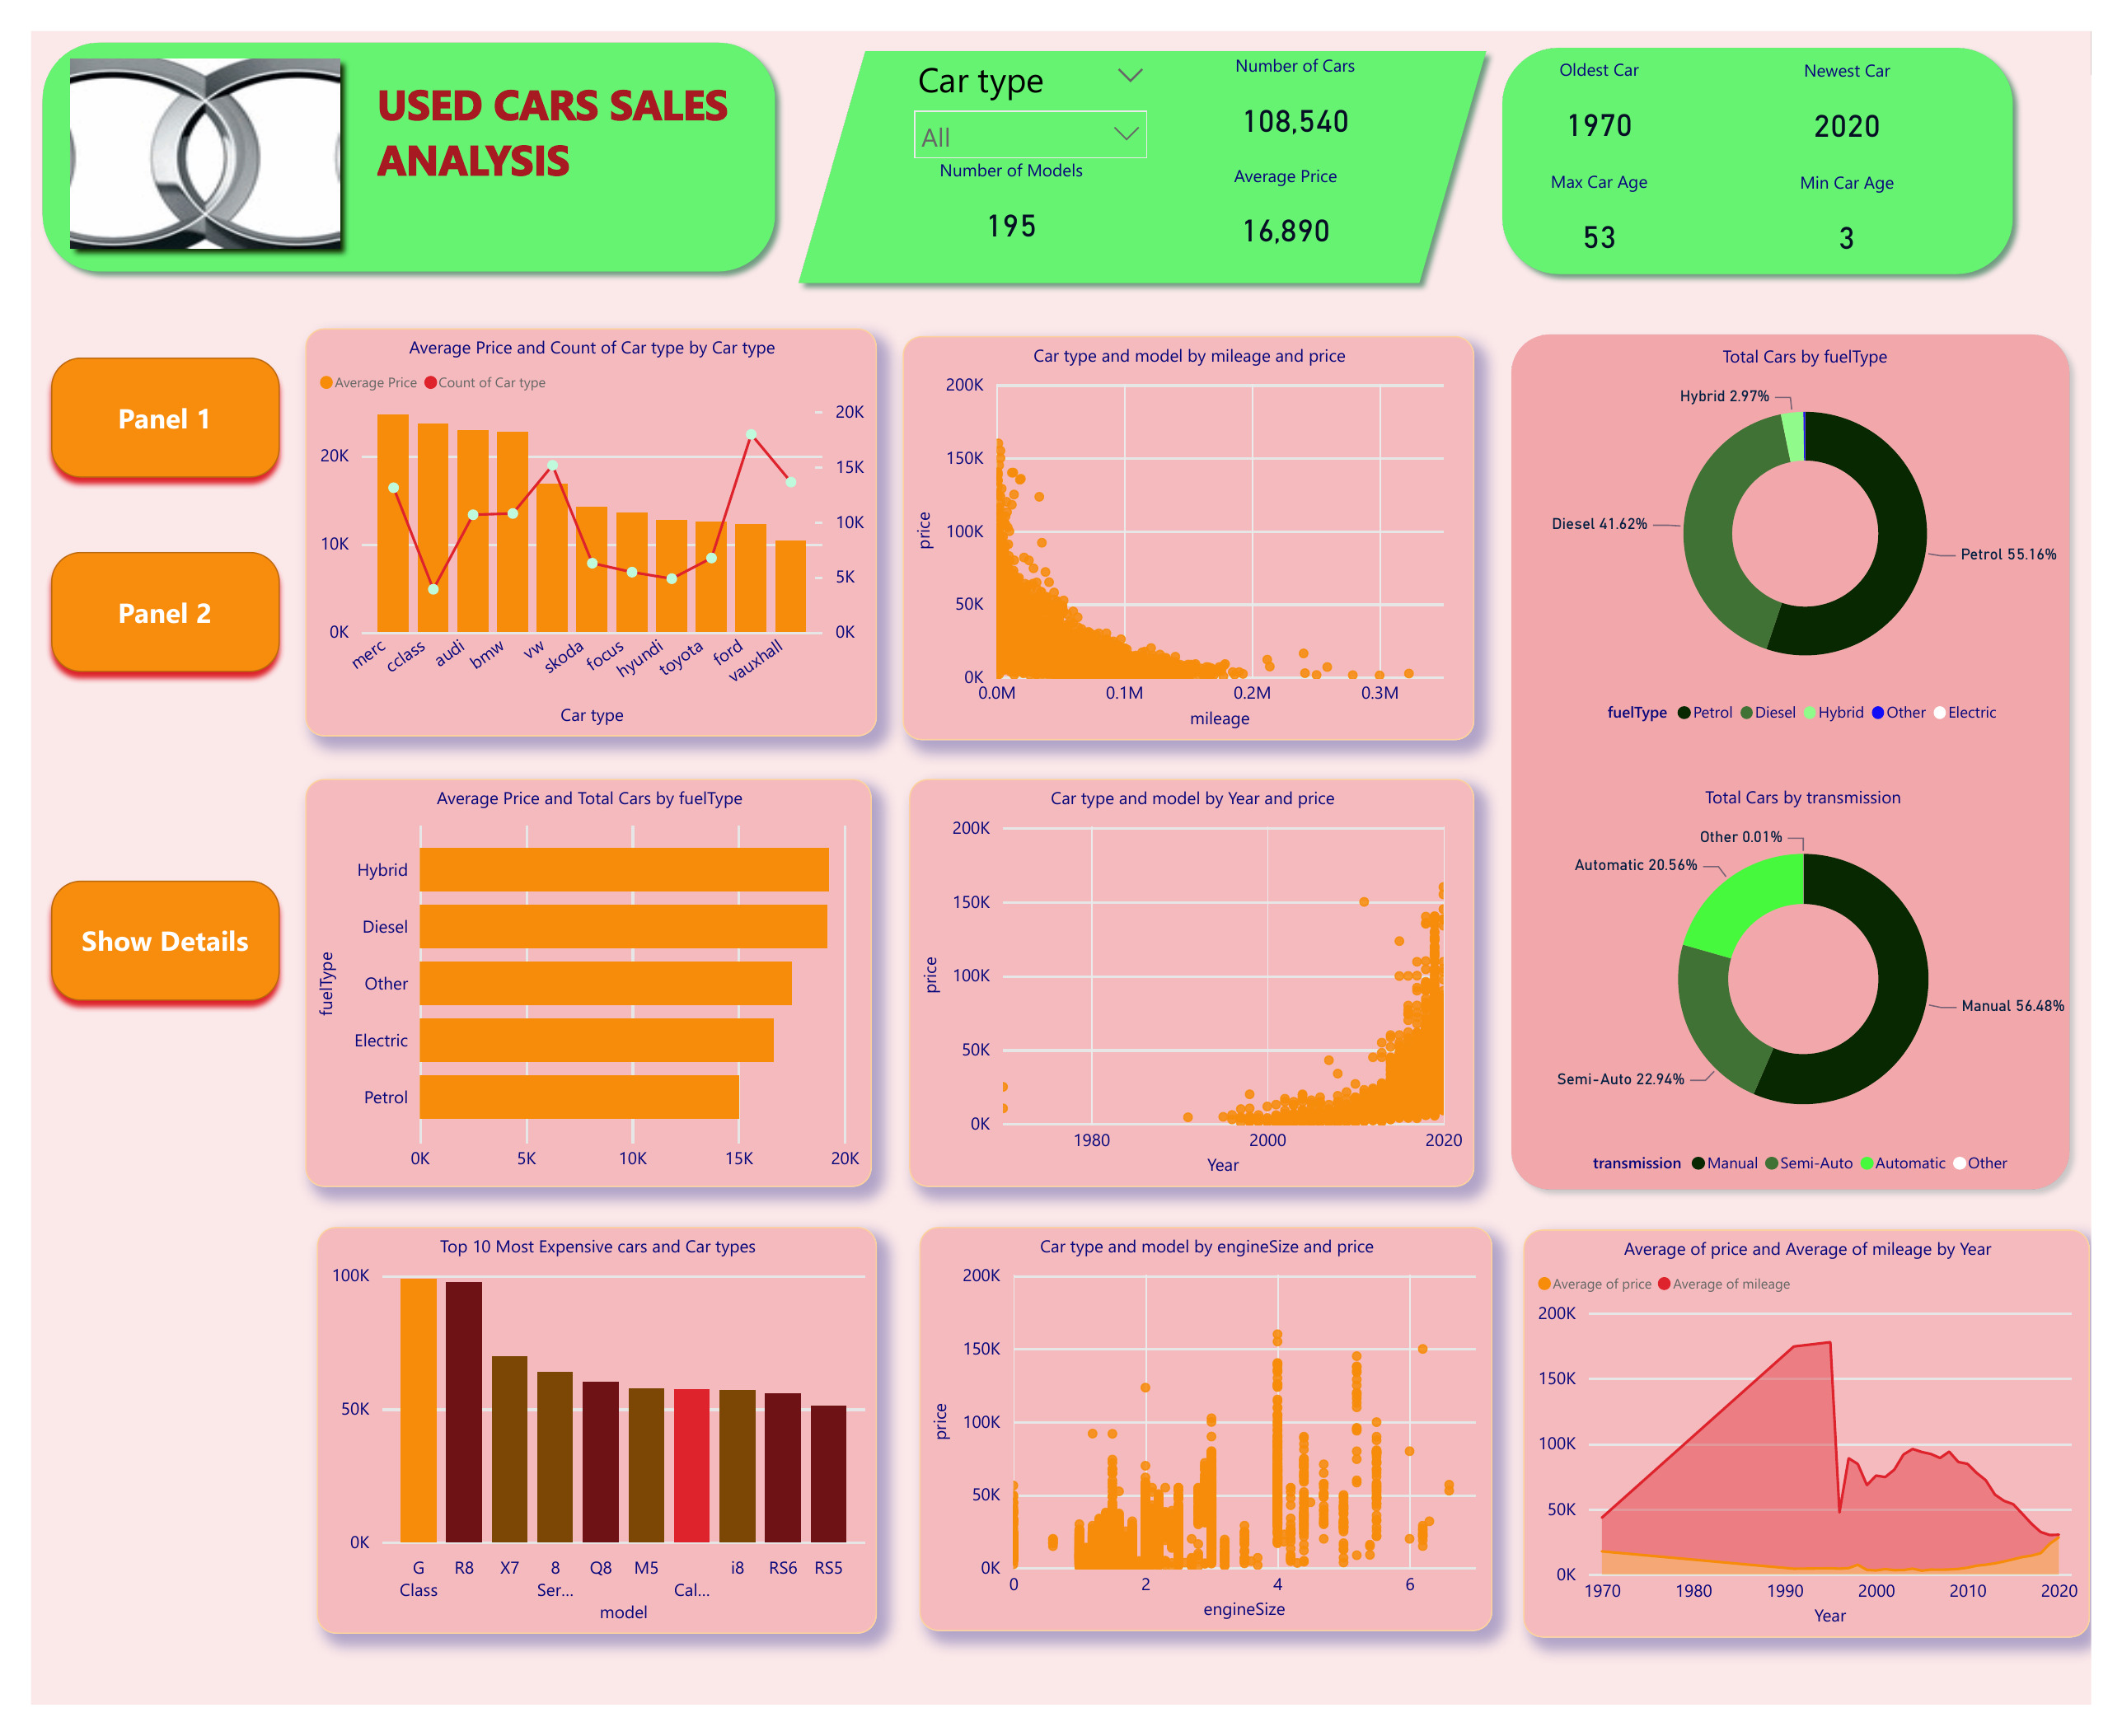 USED CARS SALES
ANALYSIS
Car type
All
Number of Models
195
Number of Cars
108,540
Average Price
16,890
Oldest Car
1970
Newest Car
2020
Max Car Age
53
Min Car Age
3
Panel 1
Panel 2
Show Details
Average Price and Count of Car type by Car type
Average Price Count of Car type
20K
10K
0K
20K
15K
10K
5K
0K
merc cclass audi bmw vw skoda focus hyundi toyota ford vauxhall
Car type
Car type and model by mileage and price
price
200K
150K
100K
50K
0K
0.0M 0.1M 0.2M 0.3M
mileage
Total Cars by fuelType
Hybrid 2.97%
Diesel 41.62%
Petrol 55.16%
fuelType Petrol Diesel Hybrid Other Electric
Total Cars by transmission
Other 0.01%
Automatic 20.56%
Manual 56.48%
Semi-Auto 22.94%
transmission Manual Semi-Auto Automatic Other
Average Price and Total Cars by fuelType
fuelType
Hybrid
Diesel
Other
Electric
Petrol
0K 5K 10K 15K 20K
Car type and model by Year and price
price
200K
150K
100K
50K
0K
1980 2000 2020
Year
Top 10 Most Expensive cars and Car types
100K
50K
0K
G R8 X7 8 Q8 M5 i8 RS6 RS5
Class Ser... Cal...
model
Car type and model by engineSize and price
price
200K
150K
100K
50K
0K
0 2 4 6
engineSize
Average of price and Average of mileage by Year
Average of price Average of mileage
200K
150K
100K
50K
0K
1970 1980 1990 2000 2010 2020
Year